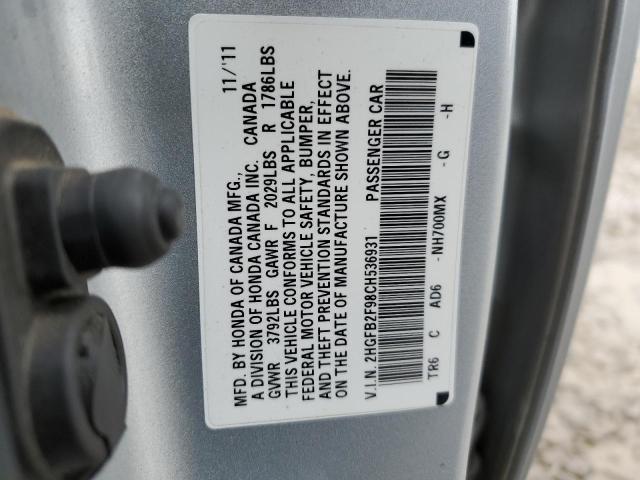 MFD. BY HONDA OF CANADA MFG., 11/'11
A DIVISION OF HONDA CANADA INC. CANADA
GVWR 3792LBS GAWR F 2029LBS R 1786LBS
THIS VEHICLE CONFORMS TO ALL APPLICABLE
FEDERAL MOTOR VEHICLE SAFETY, BUMPER,
AND THEFT PREVENTION STANDARDS IN EFFECT
ON THE DATE OF MANUFACTURE SHOWN ABOVE.
V.I.N. 2HGFB2F98CH536931 PASSENGER CAR
TR6 C AD6 -NH700MX -G -H